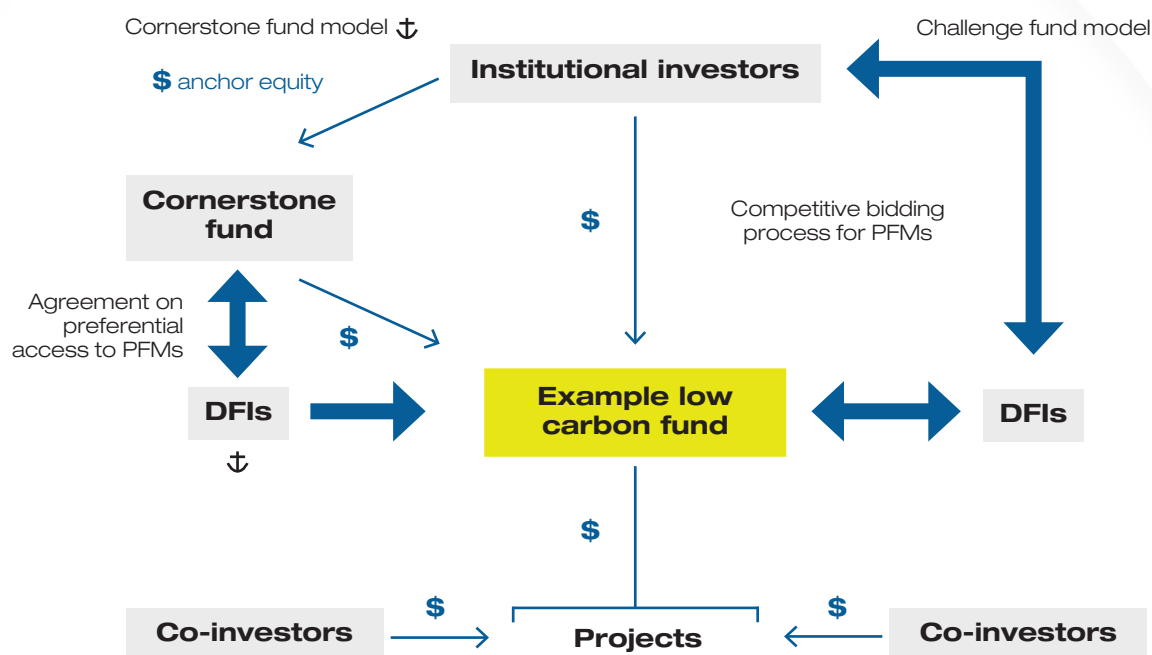 Cornerstone fund model
Challenge fund model
$ anchor equity
Institutional investors
Cornerstone
fund
$
Competitive bidding
process for PFMs
Agreement on
preferential
access to PFMs
$
DFIs
Example low
carbon fund
DFIs
$
$
$
Co-investors
Projects
Co-investors